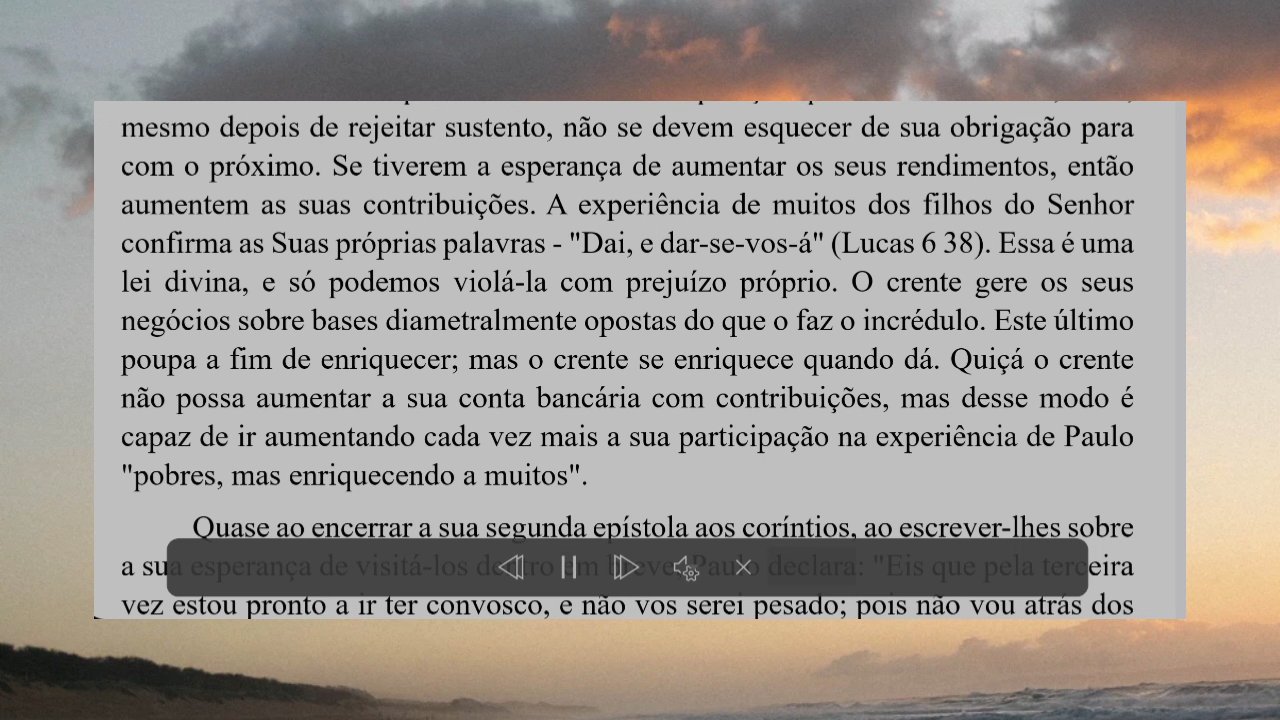 mesmo depois de rejeitar sustento, não se devem esquecer de sua obrigação para
com o próximo. Se tiverem a esperança de aumentar os seus rendimentos, então
aumentem as suas contribuições. A experiência de muitos dos filhos do Senhor
confirma as Suas próprias palavras - "Dai, e dar-se-vos-á" (Lucas 6 38). Essa é uma
lei divina, e só podemos violá-la com prejuízo próprio. O crente gere os seus
negócios sobre bases diametralmente opostas do que o faz o incrédulo. Este último
poupa a fim de enriquecer; mas o crente se enriquece quando dá. Quiçá o crente
não possa aumentar a sua conta bancária com contribuições, mas desse modo é
capaz de ir aumentando cada vez mais a sua participação na experiência de Paulo
"pobres, mas enriquecendo a muitos".
Quase ao encerrar a sua segunda epístola aos coríntios, ao escrever-lhes sobre
a sua esperança de visitá-los dentro em breve, Paulo declara: "Eis que pela terceira
vez estou pronto a ir ter convosco, e não vos serei pesado; pois não vou atrás dos